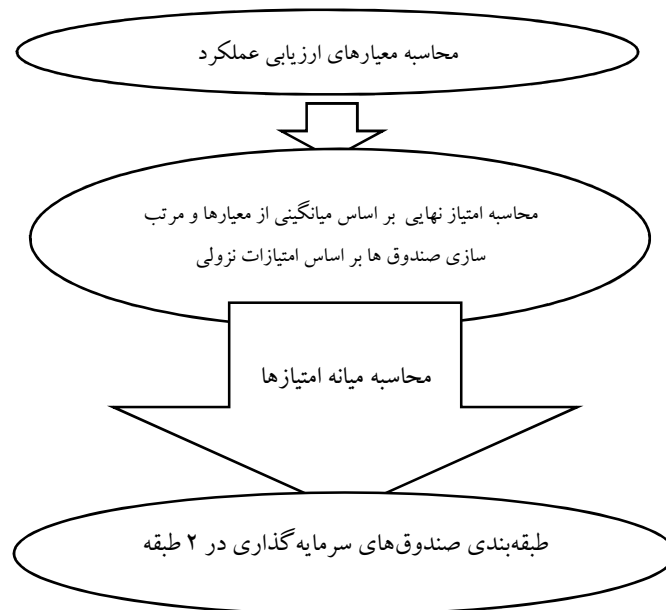 محاسبه معیارهای ارزیابی عملکرد
محاسبه امتیاز نهایی بر اساس میانگینی از معیارها و مرتب
سازی صندوق ها بر اساس امتیازات نزولی
محاسبه میانه امتیازها
طبقه‌بندی صندوق‌های سرمایه‌گذاری در ۲ طبقه